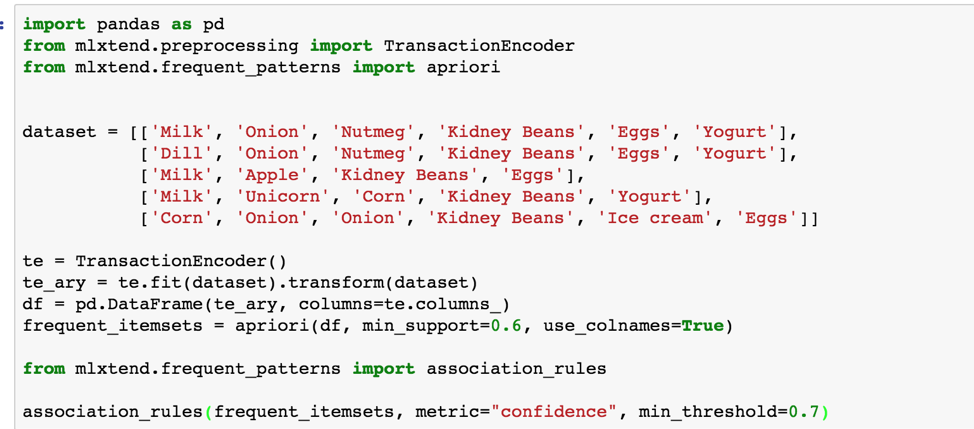 import pandas as pd
from mlxtend.preprocessing import TransactionEncoder
from mlxtend.frequent_patterns import apriori
dataset = [['Milk', 'Onion', 'Nutmeg', 'Kidney Beans', 'Eggs', 'Yogurt'],
['Dill', 'Onion', 'Nutmeg', 'Kidney Beans', 'Eggs', 'Yogurt'],
['Milk', 'Apple', 'Kidney Beans', 'Eggs'],
['Milk', 'Unicorn', 'Corn', 'Kidney Beans', 'Yogurt'],
['Corn', 'Onion', 'Onion', 'Kidney Beans', 'Ice cream', 'Eggs']]
te = TransactionEncoder()
te_ary = te.fit(dataset).transform(dataset)
df = pd.DataFrame(te_ary, columns=te.columns_)
frequent_itemsets = apriori(df, min_support=0.6, use_colnames=True)
from mlxtend.frequent_patterns import association_rules
association_rules(frequent_itemsets, metric="confidence", min_threshold=0.7)